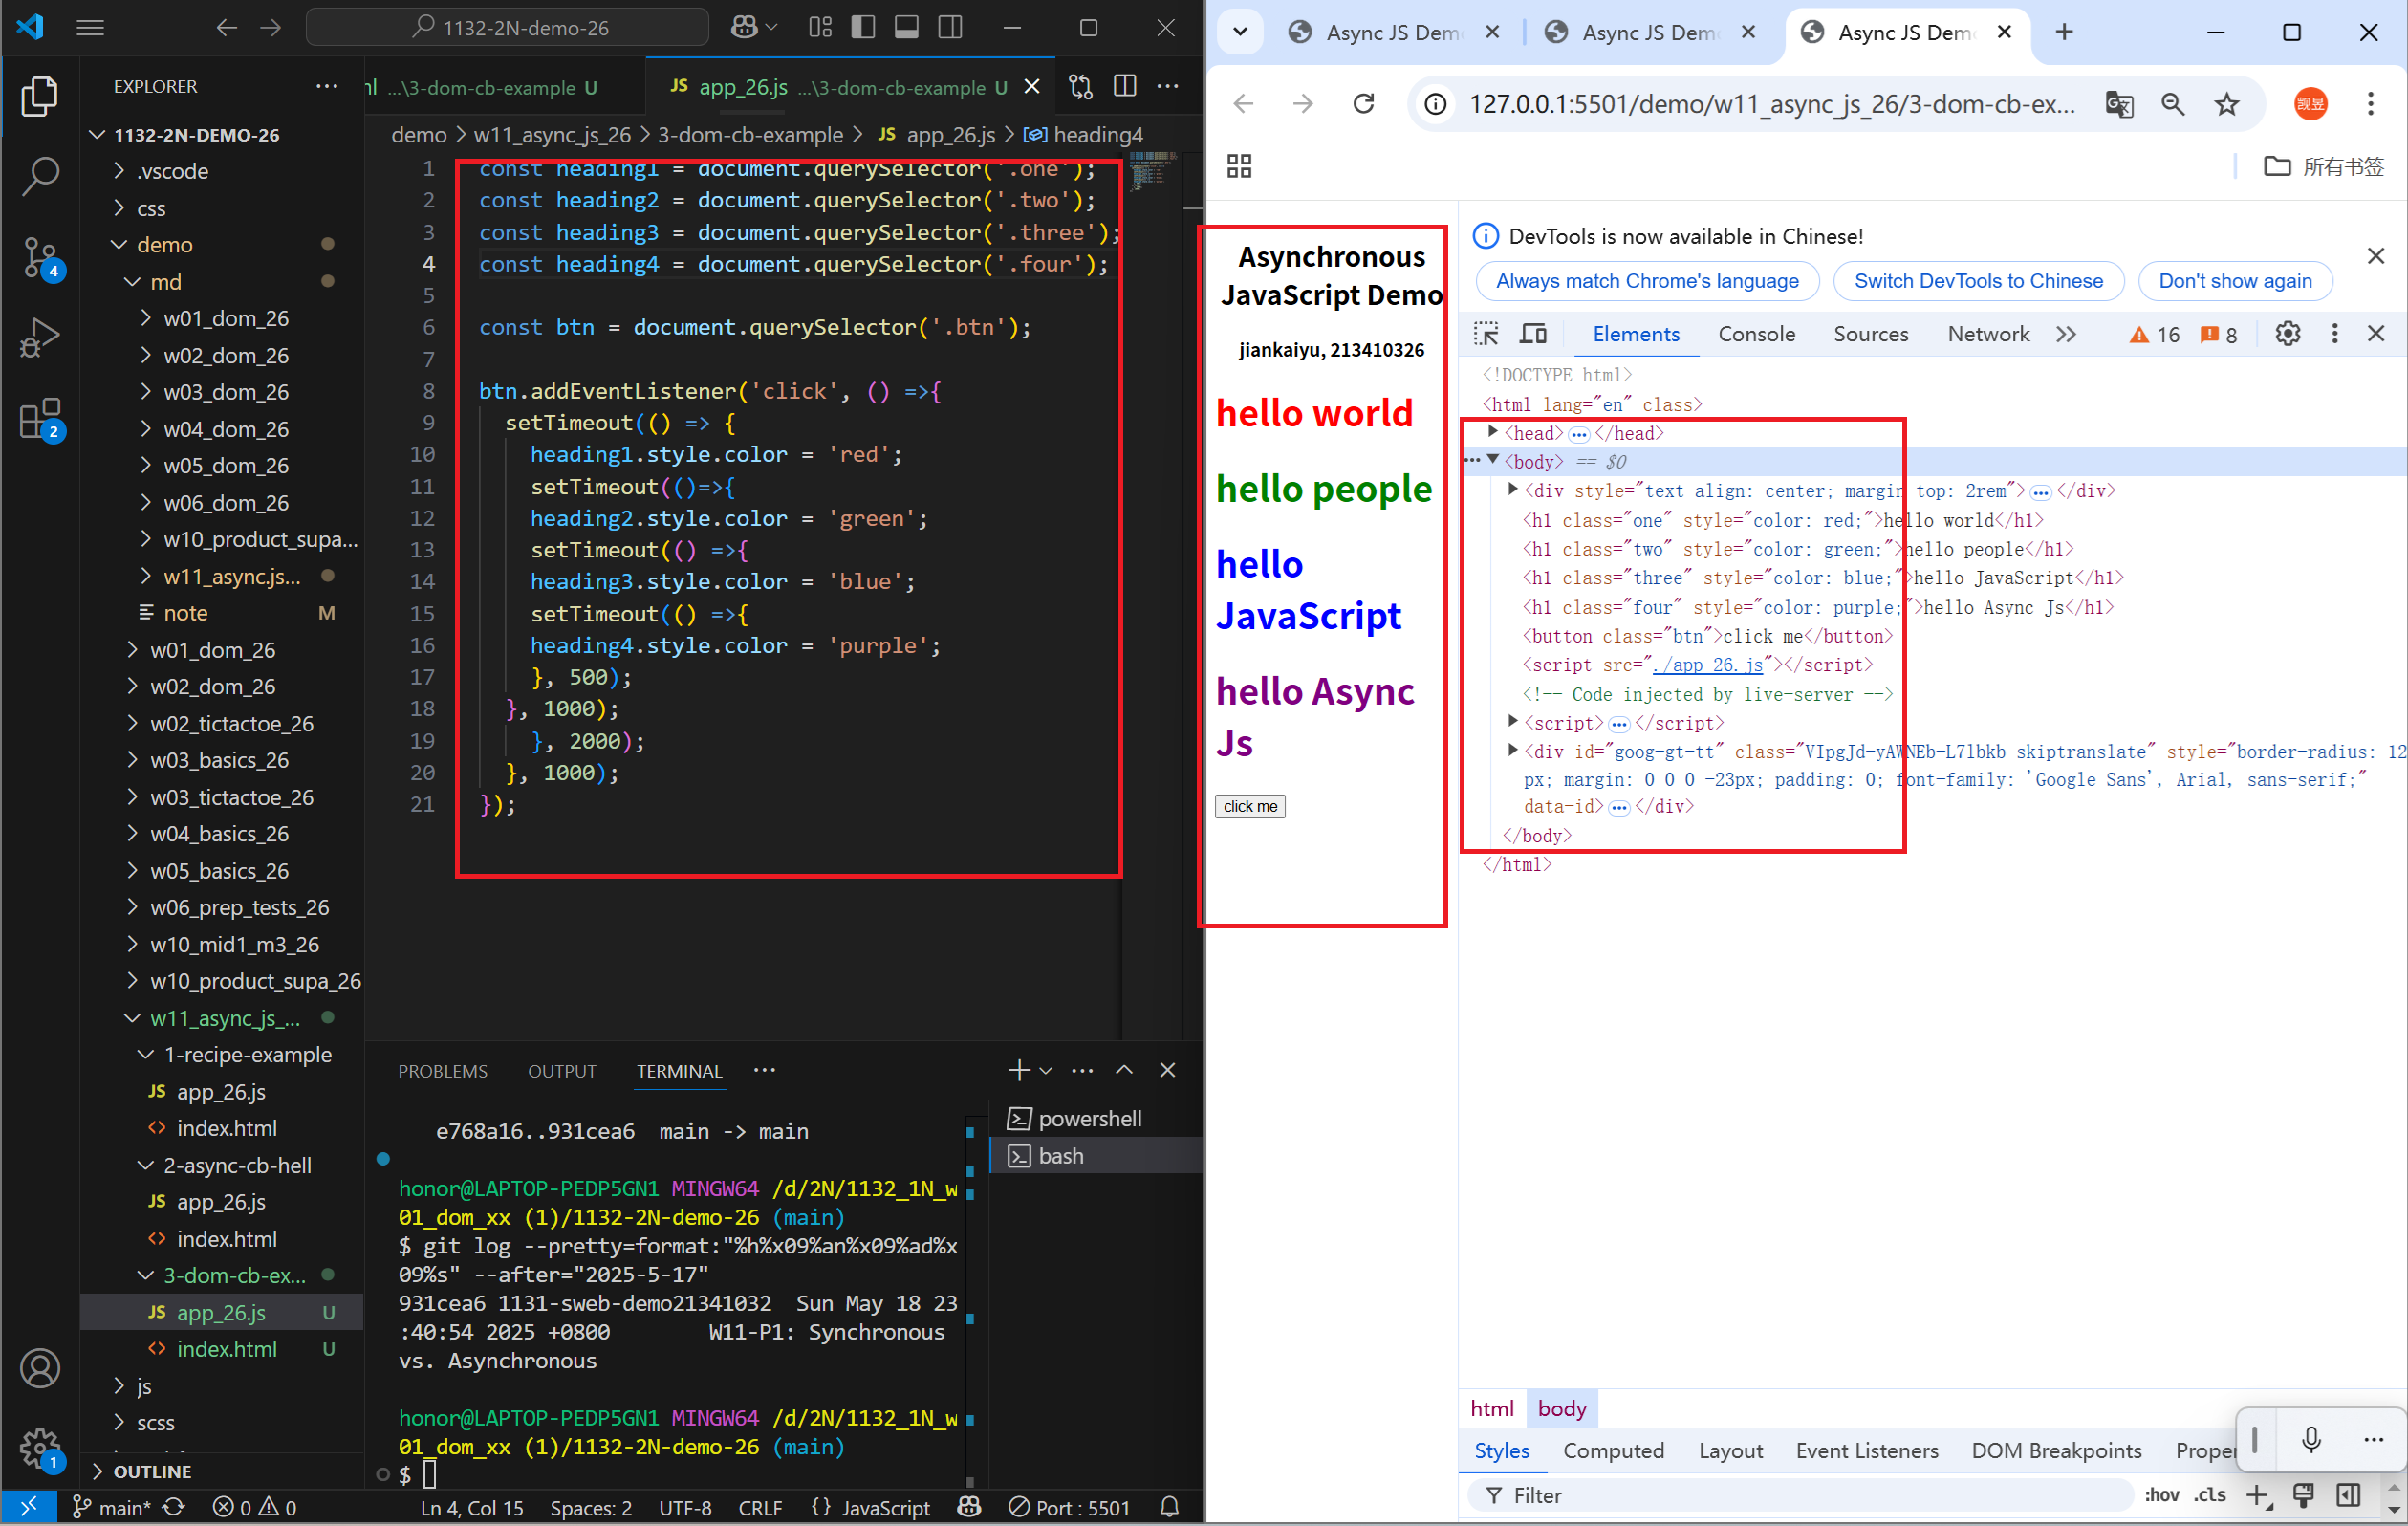 1132-2N-demo-26
EXPLORER
1132-2N-DEMO-26
.vscode
css
demo
md
w01_dom_26
w02_dom_26
w03_dom_26
w04_dom_26
w05_dom_26
w06_dom_26
w10_product_supa...
w11_async.js...
note M
w01_dom_26
w02_dom_26
w02_tictactoe_26
w03_basics_26
w03_tictactoe_26
w04_basics_26
w05_basics_26
w06_prep_tests_26
w10_mid1_m3_26
w10_product_supa_26
w11_async_js_...
1-recipe-example
JS app_26.js
<> index.html
2-async-cb-hell
JS app_26.js
<> index.html
3-dom-cb-ex...
JS app_26.js U
<> index.html U
js
scss
OUTLINE
4
2
1
...\3-dom-cb-example U
JS app_26.js ...\3-dom-cb-example U
demo > w11_async_js_26 > 3-dom-cb-example > JS app_26.js > heading4
1 const heading1 = document.querySelector('.one');
2 const heading2 = document.querySelector('.two');
3 const heading3 = document.querySelector('.three');
4 const heading4 = document.querySelector('.four');
5
6 const btn = document.querySelector('.btn');
7
8 btn.addEventListener('click', () =>{
9 setTimeout(() => {
10 heading1.style.color = 'red';
11 setTimeout(()=>{
12 heading2.style.color = 'green';
13 setTimeout(() =>{
14 heading3.style.color = 'blue';
15 setTimeout(() =>{
16 heading4.style.color = 'purple';
17 }, 500);
18 }, 1000);
19 }, 2000);
20 }, 1000);
21 });
PROBLEMS OUTPUT TERMINAL
powershell
bash
e768a16..931cea6 main -> main
honor@LAPTOP-PEDP5GN1 MINGW64 /d/2N/1132_1N_w
01_dom_xx (1)/1132-2N-demo-26 (main)
$ git log --pretty=format:"%h%x09%an%x09%ad%x
09%s" --after="2025-5-17"
931cea6 1131-sweb-demo21341032 Sun May 18 23
:40:54 2025 +0800 W11-P1: Synchronous
vs. Asynchronous
honor@LAPTOP-PEDP5GN1 MINGW64 /d/2N/1132_1N_w
01_dom_xx (1)/1132-2N-demo-26 (main)
$
main* 0 0 Ln 4, Col 15 Spaces: 2 UTF-8 CRLF {} JavaScript Port : 5501
Async JS Dem Async JS Dem Async JS Dem
127.0.0.1:5501/demo/w11_async_js_26/3-dom-cb-ex...
觊昱
所有书签
Asynchronous
JavaScript Demo
jiankaiyu, 213410326
hello world
hello people
hello
JavaScript
hello Async
Js
click me
DevTools is now available in Chinese!
Always match Chrome's language Switch DevTools to Chinese Don't show again
Elements Console Sources Network 16 8
<!DOCTYPE html>
<html lang="en" class>
<head> ... </head>
... <body> == $0
<div style="text-align: center; margin-top: 2rem"> ... </div>
<h1 class="one" style="color: red;">hello world</h1>
<h1 class="two" style="color: green;">hello people</h1>
<h1 class="three" style="color: blue;">hello JavaScript</h1>
<h1 class="four" style="color: purple;">hello Async Js</h1>
<button class="btn">click me</button>
<script src="./app_26.js"></script>
<!-- Code injected by live-server -->
<script> ... </script>
<div id="goog-gt-tt" class="VIpgJd-yAWNEb-L7lbkb skiptranslate" style="border-radius: 12
px; margin: 0 0 0 -23px; padding: 0; font-family: 'Google Sans', Arial, sans-serif;"
data-id> ... </div>
</body>
</html>
html body
Styles Computed Layout Event Listeners DOM Breakpoints Proper
Filter :hov .cls